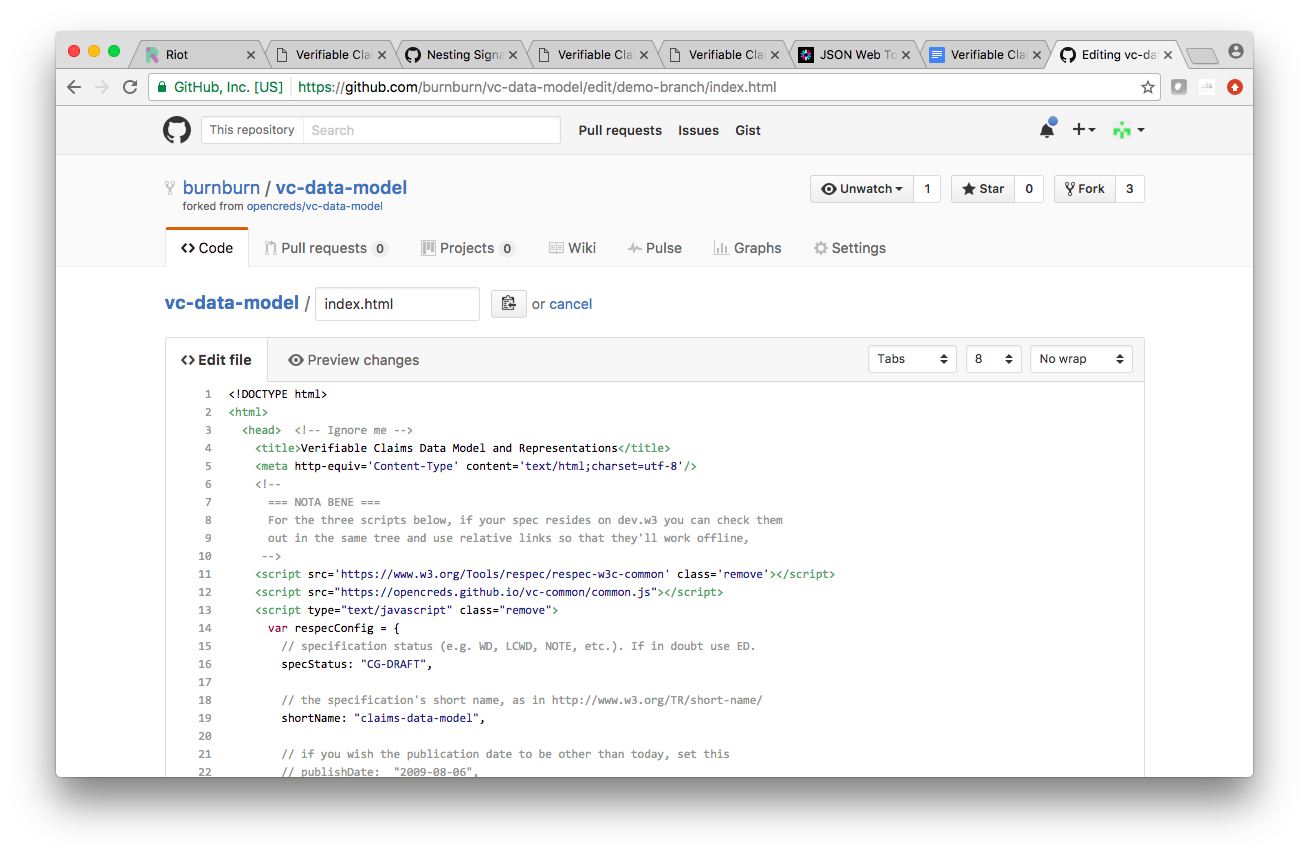 Riot
Verifiable Clai
Nesting Signa
Verifiable Clai
Verifiable Clai
JSON Web To
Verifiable Clai
Editing vc-dat
GitHub, Inc. [US] https://github.com/burnburn/vc-data-model/edit/demo-branch/index.html
This repository Search Pull requests Issues Gist
burnburn / vc-data-model Unwatch 1 Star 0 Fork 3
forked from opencreds/vc-data-model
<> Code Pull requests 0 Projects 0 Wiki Pulse Graphs Settings
vc-data-model / index.html or cancel
<> Edit file Preview changes Tabs 8 No wrap
1 <!DOCTYPE html>
2 <html>
3 <head> <!-- Ignore me -->
4 <title>Verifiable Claims Data Model and Representations</title>
5 <meta http-equiv='Content-Type' content='text/html;charset=utf-8'/>
6 <!--
7 === NOTA BENE ===
8 For the three scripts below, if your spec resides on dev.w3 you can check them
9 out in the same tree and use relative links so that they'll work offline,
10 -->
11 <script src='https://www.w3.org/Tools/respec/respec-w3c-common' class='remove'></script>
12 <script src="https://opencreds.github.io/vc-common/common.js"></script>
13 <script type="text/javascript" class="remove">
14 var respecConfig = {
15 // specification status (e.g. WD, LCWD, NOTE, etc.). If in doubt use ED.
16 specStatus: "CG-DRAFT",
17
18 // the specification's short name, as in http://www.w3.org/TR/short-name/
19 shortName: "claims-data-model",
20
21 // if you wish the publication date to be other than today, set this
22 // publishDate: "2009-08-06",